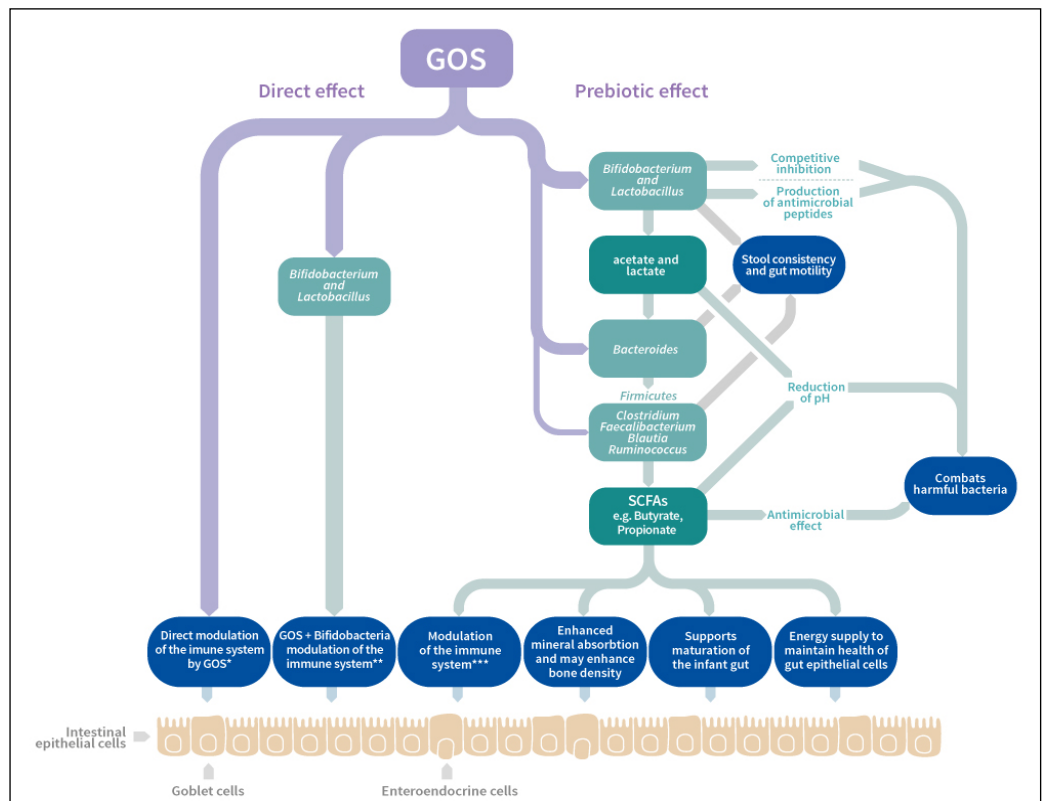 GOS
Direct effect
Prebiotic effect
Bifidobacterium
and
Lactobacillus
Competitive
inhibition
Production
of antimicrobial
peptides
acetate and
lactate
Stool consistency
and gut motility
Bifidobacterium
and
Lactobacillus
Bacteroides
Reduction
of pH
Firmicutes
Clostridium
Faecalibacterium
Blautia
Ruminococcus
Combats
harmful bacteria
SCFAs
e.g. Butyrate,
Propionate
Antimicrobial
effect
Direct modulation
of the imune system
by GOS*
GOS + Bifidobacteria
modulation of the
immune system**
Modulation
of the immune
system***
Enhanced
mineral absorbtion
and may enhance
bone density
Supports
maturation of
the infant gut
Energy supply to
maintain health of
gut epithelial cells
Intestinal
epithelial cells
Goblet cells
Enteroendocrine cells